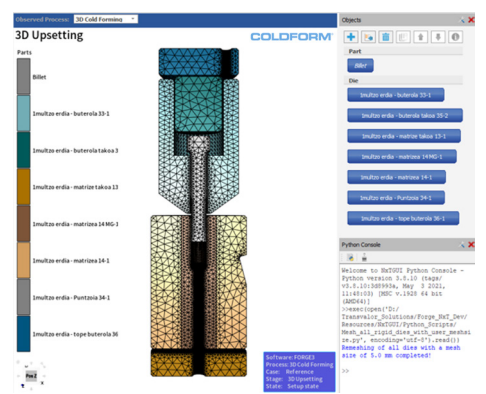 Observed Process: 3D Cold Forming
3D Upsetting
COLDFORM
Parts
Billet
1multzo erdia - buterola 33-1
1multzo erdia - buterola takoa 3
1multzo erdia - matrize takoa 13
1multzo erdia - matrizea 14 MG-1
1multzo erdia - matrizea 14-1
1multzo erdia - Puntzoia 34-1
1multzo erdia - tope buterola 36
Pos Z
Software: FORGE3
Process: 3D Cold Forming
Case: Reference
Stage: 3D Upsetting
State: Setup state
Objects
Part
Billet
Die
1multzo erdia - buterola 33-1
1multzo erdia - buterola takoa 35-2
1multzo erdia - matrize takoa 13-1
1multzo erdia - matrizea 14 MG-1
1multzo erdia - matrizea 14-1
1multzo erdia - Puntzoia 34-1
1multzo erdia - tope buterola 36-1
Python Console
Welcome to NxTGUI Python Console -
Python version 3.8.10 (tags/
v3.8.10:3d8993a, May 3 2021,
11:48:03) [MSC v.1928 64 bit
(AMD64)]
>>exec(open('D:/
Transvalor_Solutions/Forge_NxT_Dev/
Resources/NxTGUI/Python_Scripts/
Mesh_all_rigid_dies_with_user_meshsi
ze.py', encoding='utf-8').read())
Remeshing of all dies with a mesh
size of 5.0 mm completed!
>>